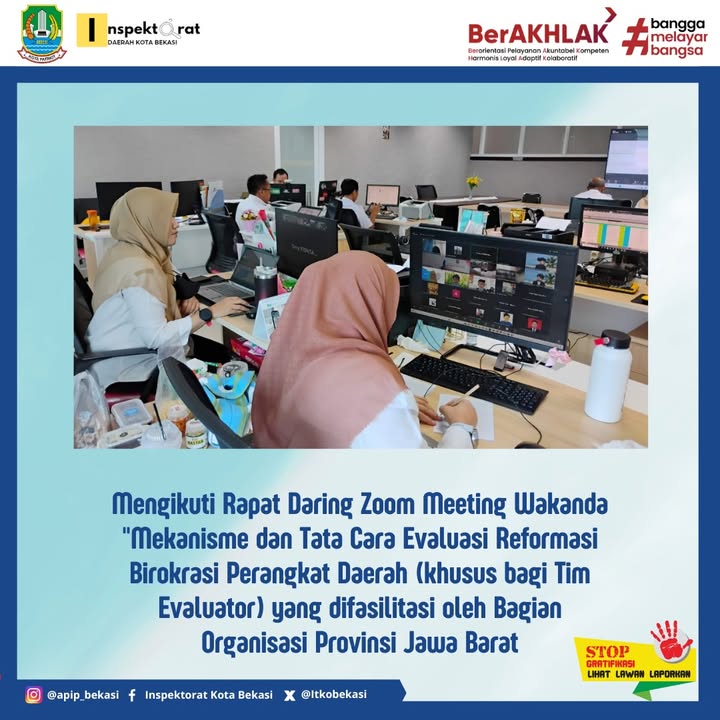 KOTA BEKASI
Inspektorat
DAERAH KOTA BEKASI
BerAKHLAK
Berorientasi Pelayanan Akuntabel Kompeten
Harmonis Loyal Adaptif Kolaboratif
#bangga
melayani
bangsa
Mengikuti Rapat Daring Zoom Meeting Wakanda
"Mekanisme dan Tata Cara Evaluasi Reformasi
Birokrasi Perangkat Daerah (khusus bagi Tim
Evaluator) yang difasilitasi oleh Bagian
Organisasi Provinsi Jawa Barat
STOP
GRATIFIKASI
LIHAT LAWAN LAPORKAN
@apip_bekasi
Inspektorat Kota Bekasi
@Itkobekasi